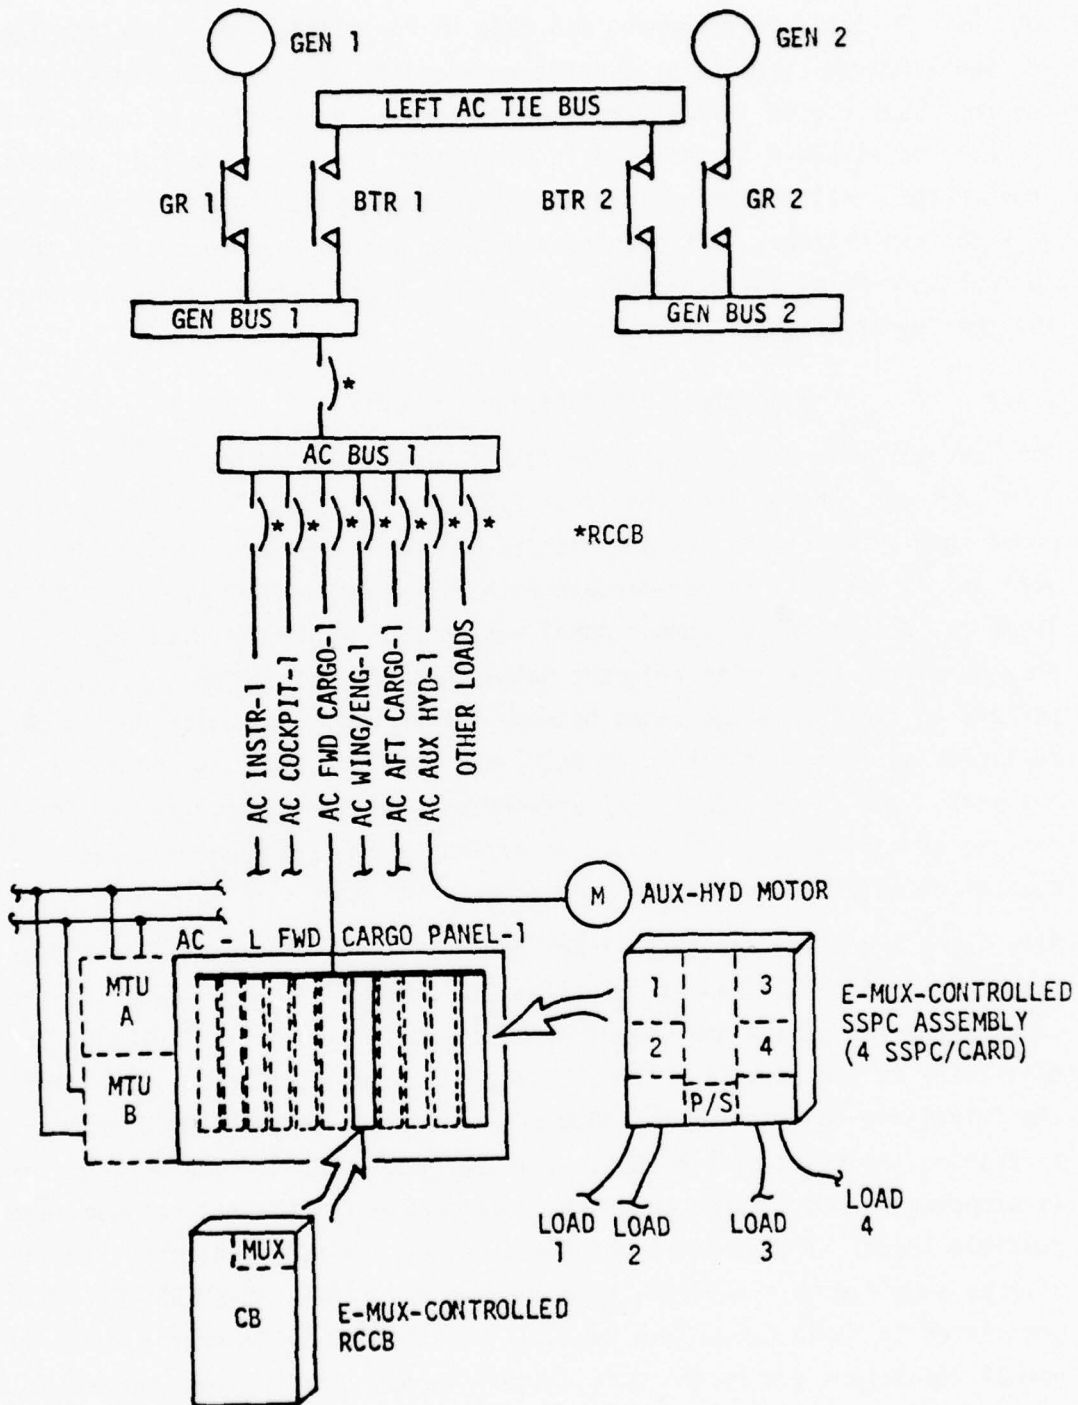 GEN 1
GEN 2
LEFT AC TIE BUS
GR 1
BTR 1
BTR 2
GR 2
GEN BUS 1
GEN BUS 2
*
AC BUS 1
* * * * * * *
*RCCB
AC INSTR-1
AC COCKPIT-1
AC FWD CARGO-1
AC WING/ENG-1
AC AFT CARGO-1
AC AUX HYD-1
OTHER LOADS
M
AUX-HYD MOTOR
AC - L FWD CARGO PANEL-1
MTU
A
MTU
B
1
2
3
4
P/S
E-MUX-CONTROLLED
SSPC ASSEMBLY
(4 SSPC/CARD)
LOAD
1
LOAD
2
LOAD
3
LOAD
4
MUX
CB
E-MUX-CONTROLLED
RCCB